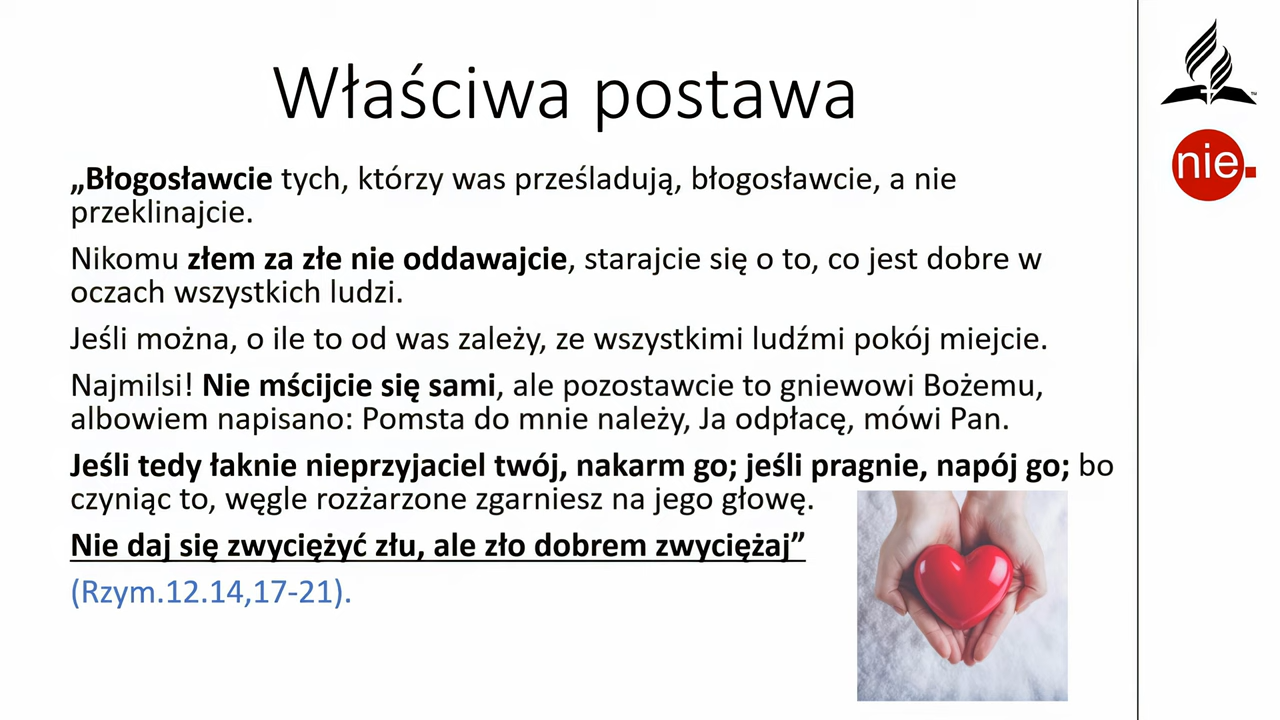 Właściwa postawa
„Błogosławcie tych, którzy was prześladują, błogosławcie, a nie
przeklinajcie.
Nikomu złem za złe nie oddawajcie, starajcie się o to, co jest dobre w
oczach wszystkich ludzi.
Jeśli można, o ile to od was zależy, ze wszystkimi ludźmi pokój miejcie.
Najmilsi! Nie mścijcie się sami, ale pozostawcie to gniewowi Bożemu,
albowiem napisano: Pomsta do mnie należy, Ja odpłacę, mówi Pan.
Jeśli tedy łaknie nieprzyjaciel twój, nakarm go; jeśli pragnie, napój go; bo
czyniąc to, węgle rozżarzone zgarniesz na jego głowę.
Nie daj się zwyciężyć złu, ale zło dobrem zwyciężaj”
(Rzym.12.14,17-21).
™
nie.